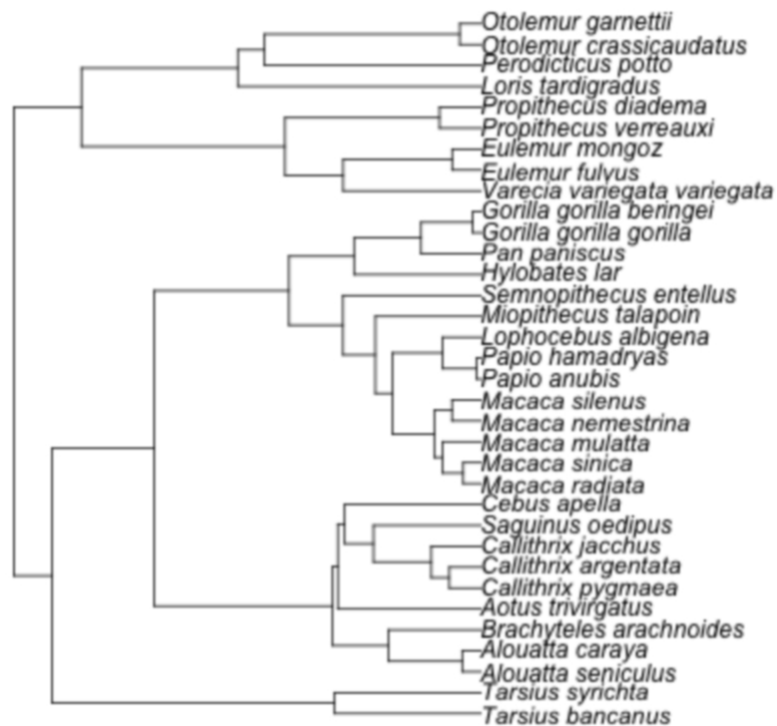 Otolemur garnettii
Otolemur crassicaudatus
Perodicticus potto
Loris tardigradus
Propithecus diadema
Propithecus verreauxi
Eulemur mongoz
Eulemur fulvus
Varecia variegata variegata
Gorilla gorilla beringei
Gorilla gorilla gorilla
Pan paniscus
Hylobates lar
Semnopithecus entellus
Miopithecus talapoin
Lophocebus albigena
Papio hamadryas
Papio anubis
Macaca silenus
Macaca nemestrina
Macaca mulatta
Macaca sinica
Macaca radiata
Cebus apella
Saguinus oedipus
Callithrix jacchus
Callithrix argentata
Callithrix pygmaea
Aotus trivirgatus
Brachyteles arachnoides
Alouatta caraya
Alouatta seniculus
Tarsius syrichta
Tarsius bancanus